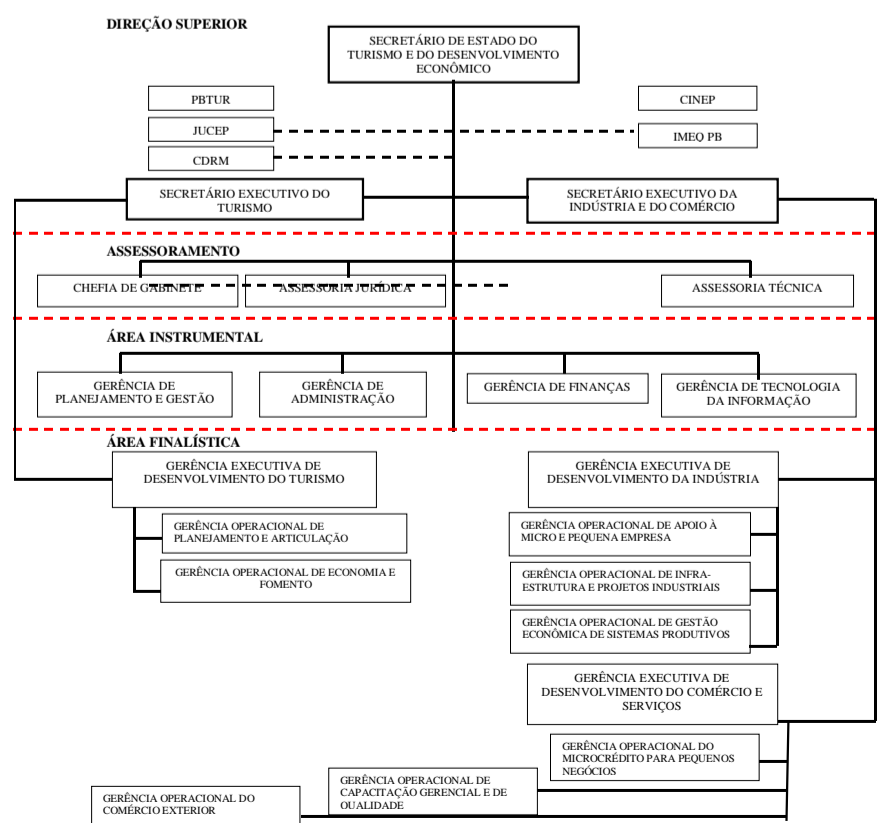 DIREÇÃO SUPERIOR
SECRETÁRIO DE ESTADO DO
TURISMO E DO DESENVOLVIMENTO
ECONÔMICO
PBTUR
CINEP
JUCEP
IMEQ PB
CDRM
SECRETÁRIO EXECUTIVO DO
TURISMO
SECRETÁRIO EXECUTIVO DA
INDÚSTRIA E DO COMÉRCIO
ASSESSORAMENTO
CHEFIA DE GABINETE
ASSESSORIA JURÍDICA
ASSESSORIA TÉCNICA
ÁREA INSTRUMENTAL
GERÊNCIA DE
PLANEJAMENTO E GESTÃO
GERÊNCIA DE
ADMINISTRAÇÃO
GERÊNCIA DE FINANÇAS
GERÊNCIA DE TECNOLOGIA
DA INFORMAÇÃO
ÁREA FINALÍSTICA
GERÊNCIA EXECUTIVA DE
DESENVOLVIMENTO DO TURISMO
GERÊNCIA EXECUTIVA DE
DESENVOLVIMENTO DA INDÚSTRIA
GERÊNCIA OPERACIONAL DE
PLANEJAMENTO E ARTICULAÇÃO
GERÊNCIA OPERACIONAL DE ECONOMIA E
FOMENTO
GERÊNCIA OPERACIONAL DE APOIO À
MICRO E PEQUENA EMPRESA
GERÊNCIA OPERACIONAL DE INFRA-
ESTRUTURA E PROJETOS INDUSTRIAIS
GERÊNCIA OPERACIONAL DE GESTÃO
ECONÔMICA DE SISTEMAS PRODUTIVOS
GERÊNCIA EXECUTIVA DE
DESENVOLVIMENTO DO COMÉRCIO E
SERVIÇOS
GERÊNCIA OPERACIONAL DO
MICROCRÉDITO PARA PEQUENOS
NEGÓCIOS
GERÊNCIA OPERACIONAL DE
CAPACITAÇÃO GERENCIAL E DE
QUALIDADE
GERÊNCIA OPERACIONAL DO
COMÉRCIO EXTERIOR